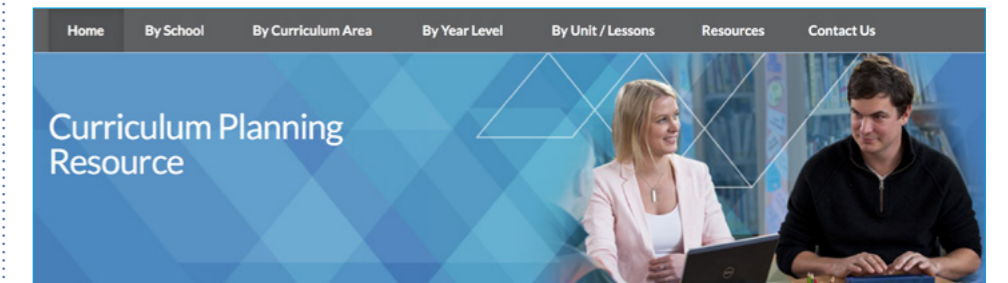 Home By School By Curriculum Area By Year Level By Unit / Lessons Resources Contact Us
Curriculum Planning
Resource